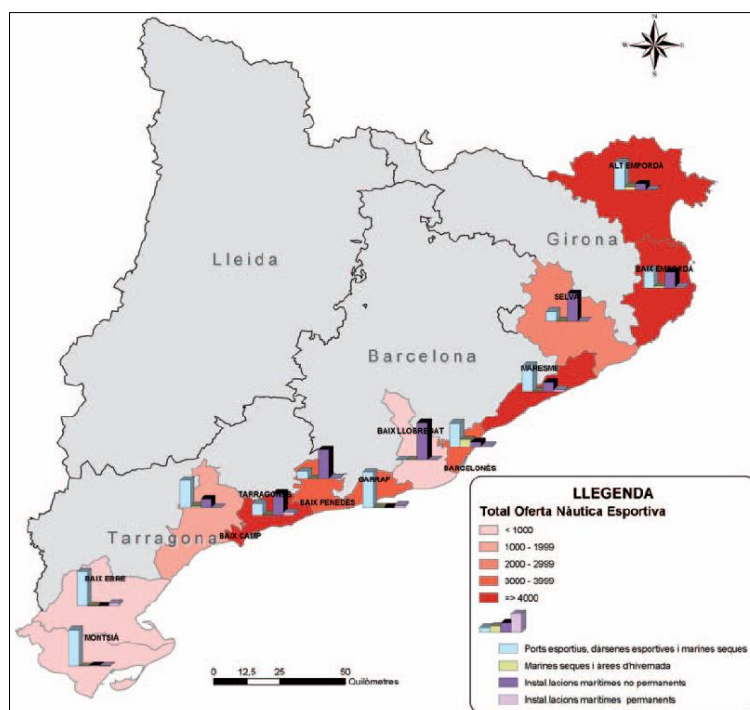 N
W E
S
ALT EMPORDÀ
Girona
Lleida
BAIX EMPORDÀ
SELVA
Barcelona
MARESME
BAIX LLOBREGAT
BARCELONÈS
GARRAF
TARRAGONÈS
BAIX PENEDÈS
Tarragona
BAIX CAMP
BAIX EBRE
MONTSIÀ
0 12,5 25 50
Quilòmetres
LLEGENDA
Total Oferta Nàutica Esportiva
< 1000
1000 - 1999
2000 - 2999
3000 - 3999
=> 4000
Ports esportius, dàrsenes esportives i marines seques
Marines seques i àrees d'hivernada
Instal.lacions marítimes no permanents
Instal.lacions marítimes permanents